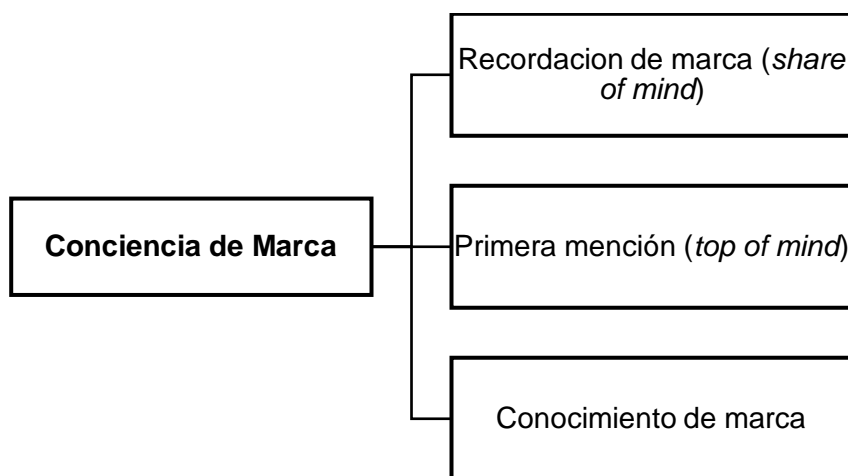 Recordacion de marca (share
of mind)
Conciencia de Marca
Primera mención (top of mind)
Conocimiento de marca